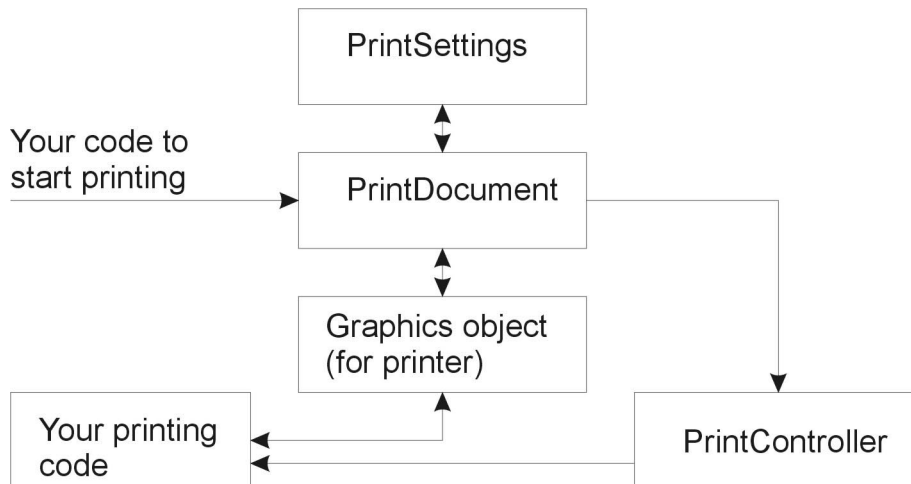 PrintSettings
Your code to
start printing
PrintDocument
Graphics object
(for printer)
Your printing
code
PrintController